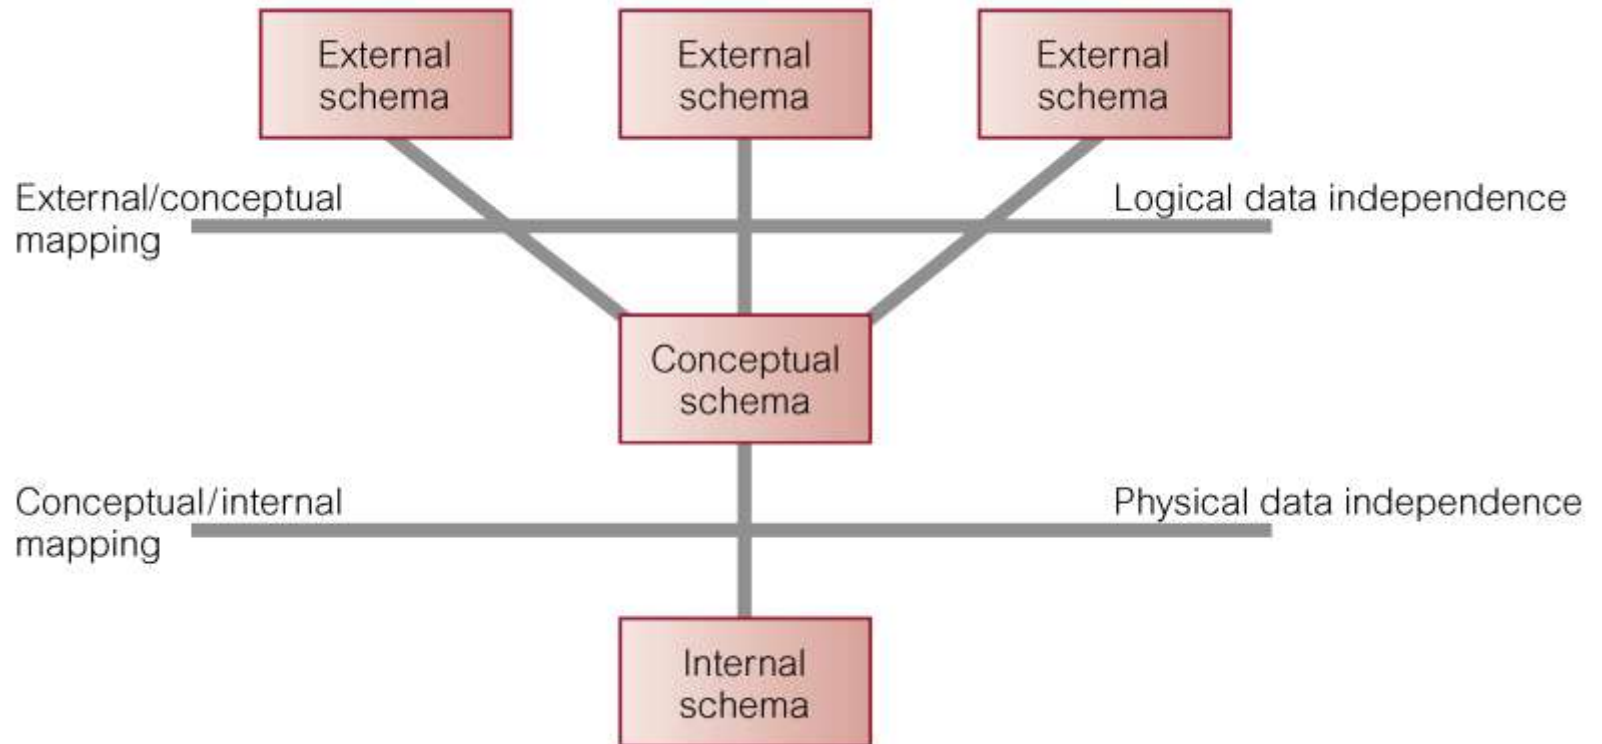 External
schema
External
schema
External
schema
External/conceptual
mapping
Logical data independence
Conceptual
schema
Conceptual/internal
mapping
Physical data independence
Internal
schema